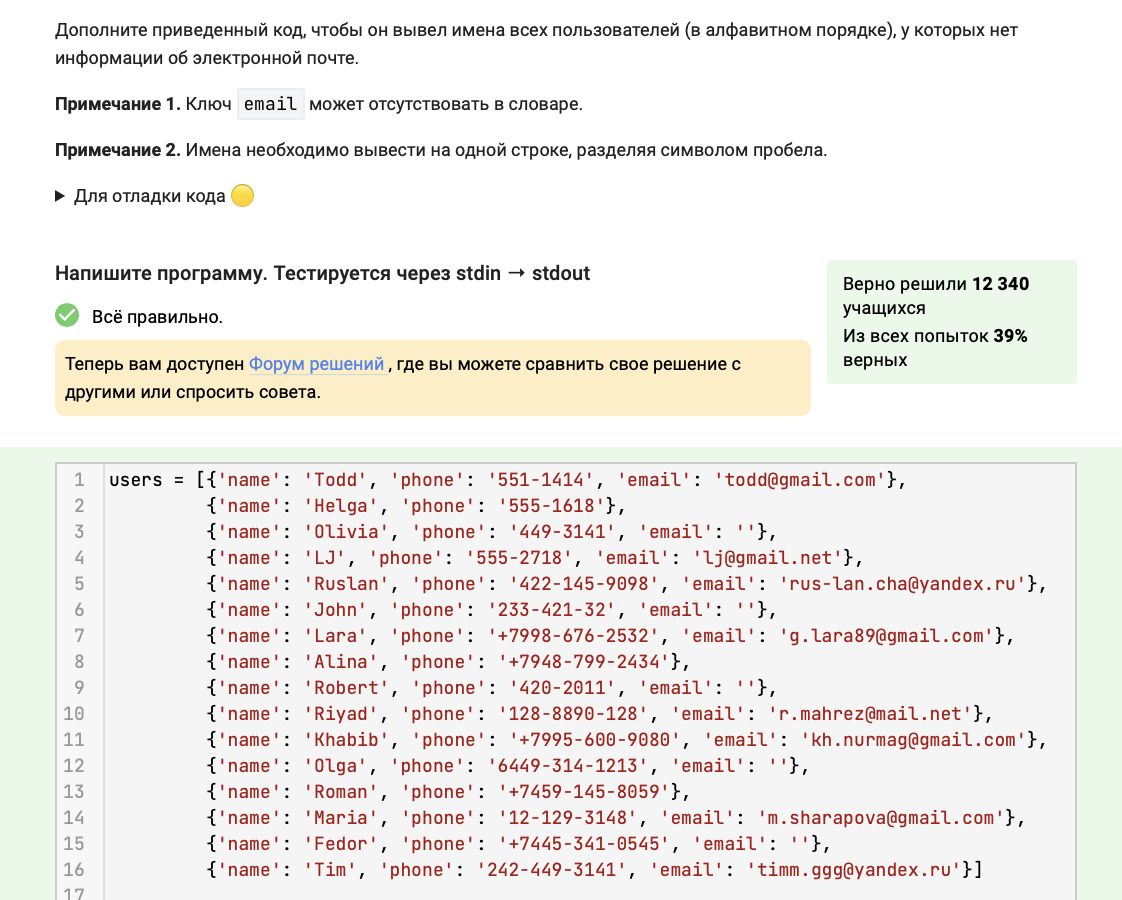 Дополните приведенный код, чтобы он вывел имена всех пользователей (в алфавитном порядке), у которых нет
информации об электронной почте.
Примечание 1. Ключ email может отсутствовать в словаре.
Примечание 2. Имена необходимо вывести на одной строке, разделяя символом пробела.
Для отладки кода
Напишите программу. Тестируется через stdin → stdout
Всё правильно.
Теперь вам доступен Форум решений , где вы можете сравнить свое решение с
другими или спросить совета.
Верно решили 12 340
учащихся
Из всех попыток 39%
верных
1 users = [{'name': 'Todd', 'phone': '551-1414', 'email': 'todd@gmail.com'},
2 {'name': 'Helga', 'phone': '555-1618'},
3 {'name': 'Olivia', 'phone': '449-3141', 'email': ''},
4 {'name': 'LJ', 'phone': '555-2718', 'email': 'lj@gmail.net'},
5 {'name': 'Ruslan', 'phone': '422-145-9098', 'email': 'rus-lan.cha@yandex.ru'},
6 {'name': 'John', 'phone': '233-421-32', 'email': ''},
7 {'name': 'Lara', 'phone': '+7998-676-2532', 'email': 'g.lara89@gmail.com'},
8 {'name': 'Alina', 'phone': '+7948-799-2434'},
9 {'name': 'Robert', 'phone': '420-2011', 'email': ''},
10 {'name': 'Riyad', 'phone': '128-8890-128', 'email': 'r.mahrez@mail.net'},
11 {'name': 'Khabib', 'phone': '+7995-600-9080', 'email': 'kh.nurmag@gmail.com'},
12 {'name': 'Olga', 'phone': '6449-314-1213', 'email': ''},
13 {'name': 'Roman', 'phone': '+7459-145-8059'},
14 {'name': 'Maria', 'phone': '12-129-3148', 'email': 'm.sharapova@gmail.com'},
15 {'name': 'Fedor', 'phone': '+7445-341-0545', 'email': ''},
16 {'name': 'Tim', 'phone': '242-449-3141', 'email': 'timm.ggg@yandex.ru'}]
17